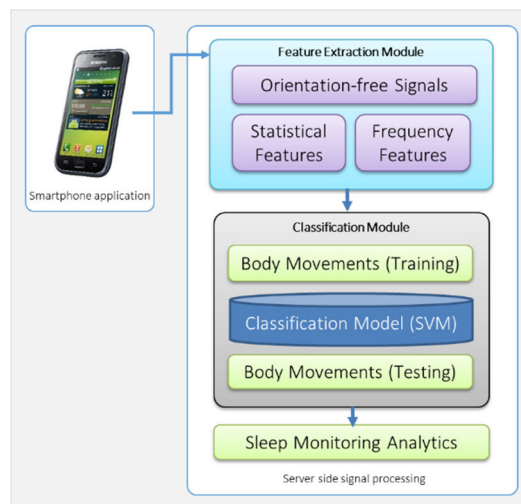 Feature Extraction Module
Orientation-free Signals
Statistical
Features
Frequency
Features
Smartphone application
Classification Module
Body Movements (Training)
Classification Model (SVM)
Body Movements (Testing)
Sleep Monitoring Analytics
Server side signal processing